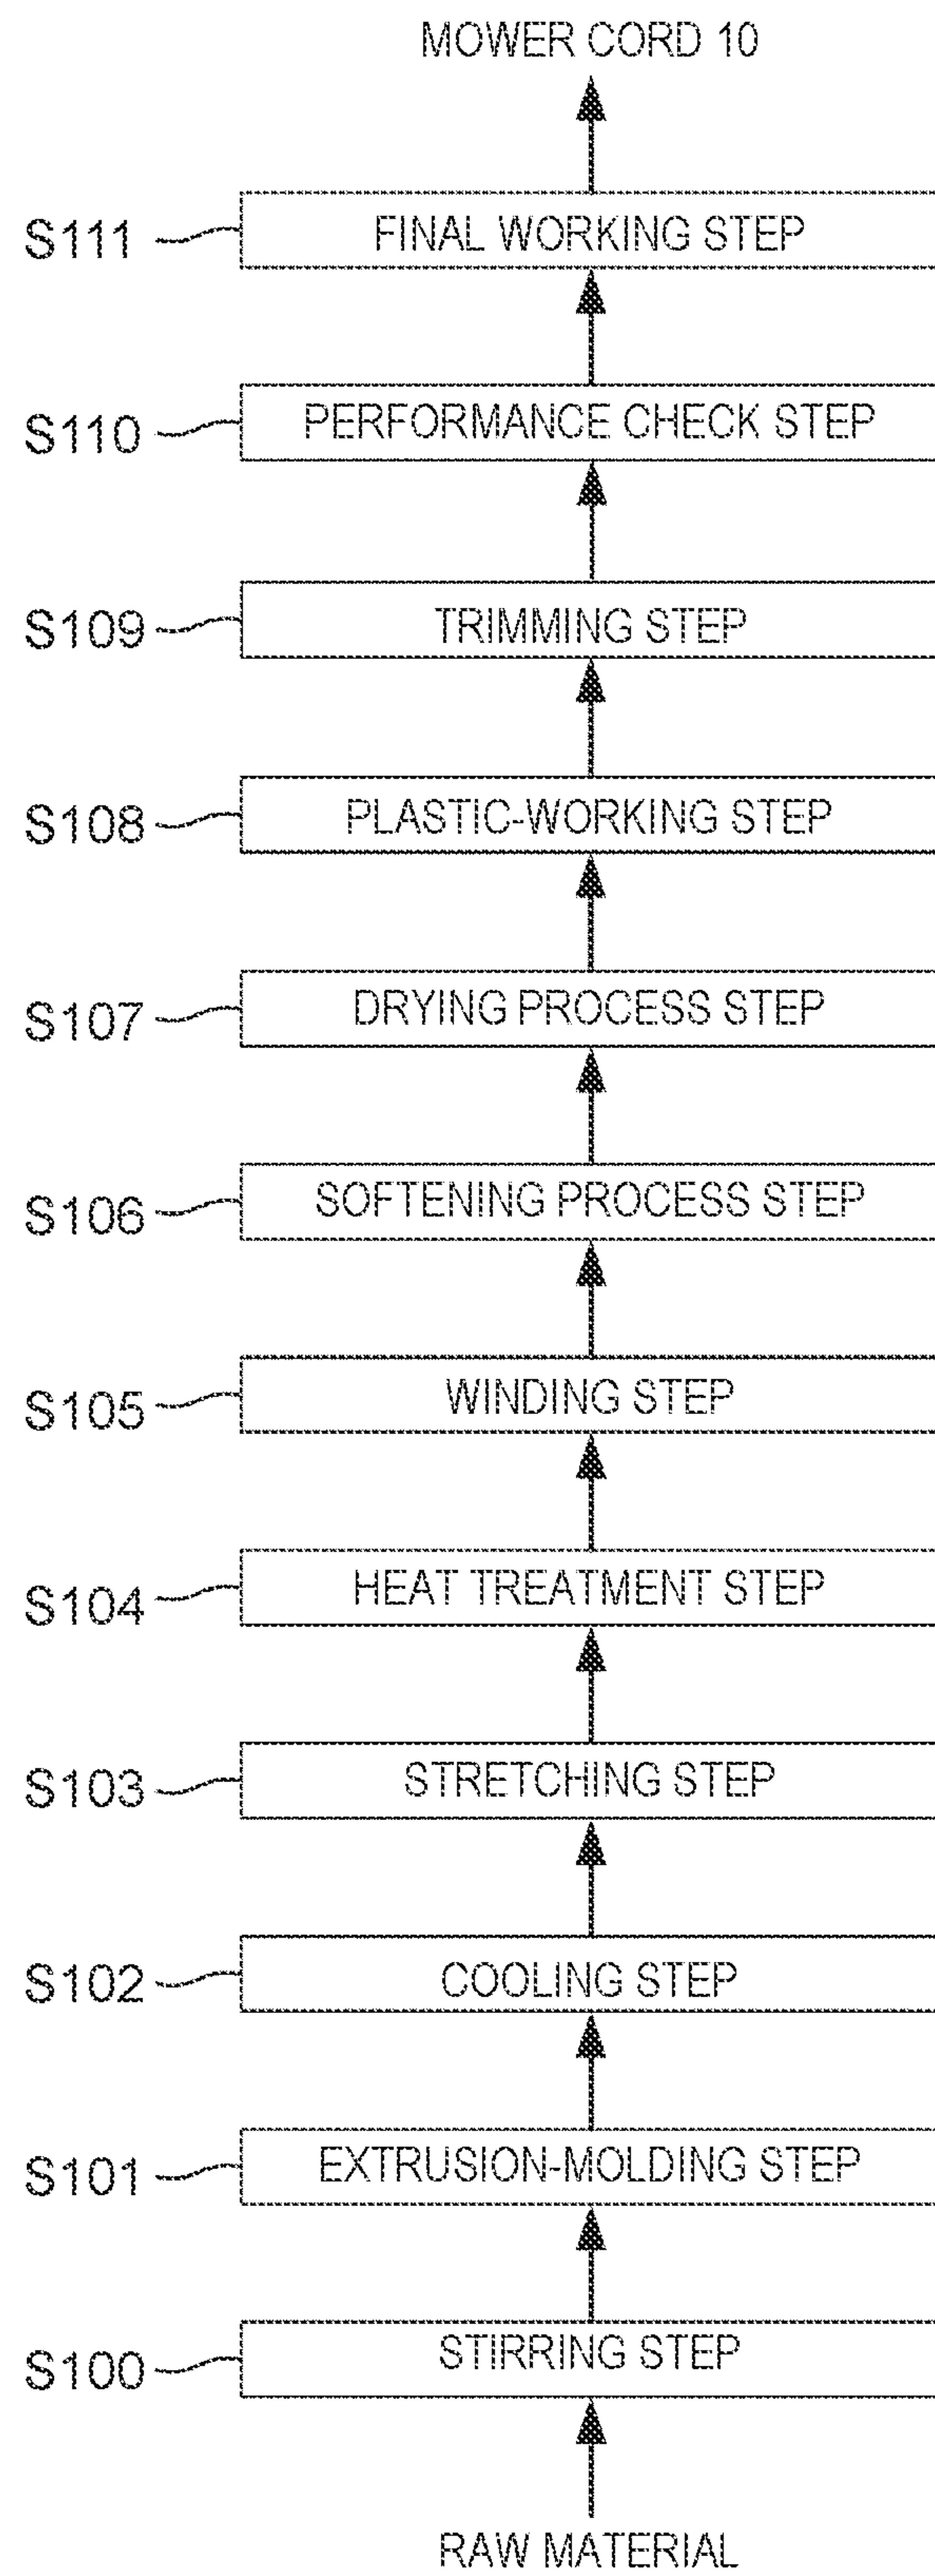 MOWER CORD 10
S111 FINAL WORKING STEP
S110 PERFORMANCE CHECK STEP
S109 TRIMMING STEP
S108 PLASTIC-WORKING STEP
S107 DRYING PROCESS STEP
S106 SOFTENING PROCESS STEP
S105 WINDING STEP
S104 HEAT TREATMENT STEP
S103 STRETCHING STEP
S102 COOLING STEP
S101 EXTRUSION-MOLDING STEP
S100 STIRRING STEP
RAW MATERIAL